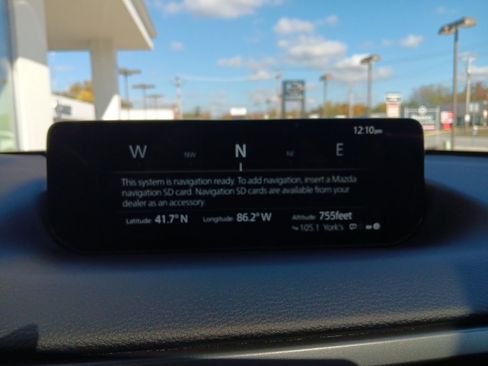 12:10pm
W NW N NE E
This system is navigation ready. To add navigation, insert a Mazda
navigation SD card. Navigation SD cards are available from your
dealer as an accessory.
Latitude 41.7°N Longitude 86.2°W Altitude 755feet
105.1 York's